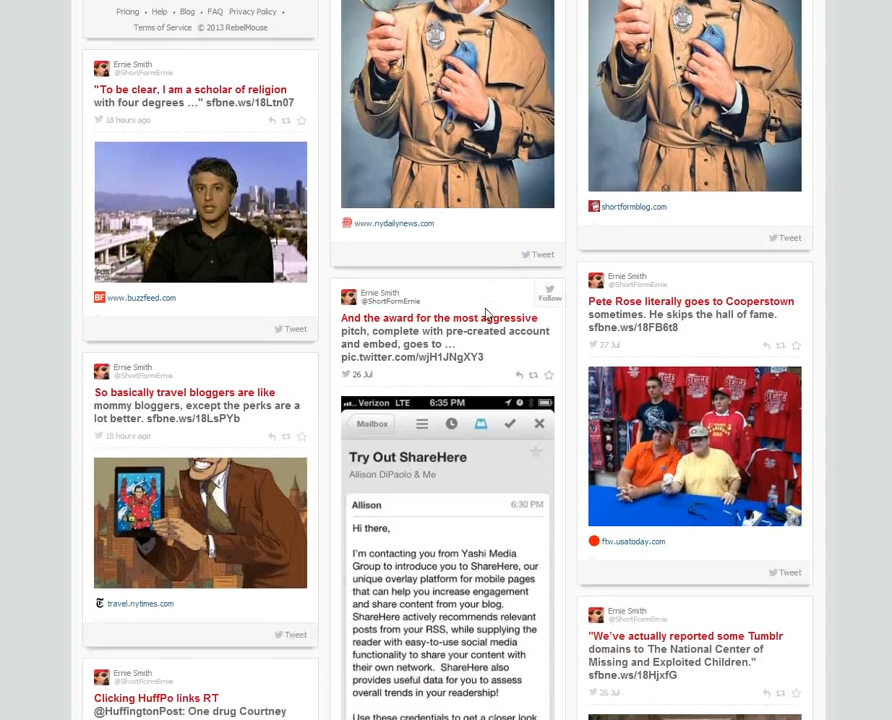 Pricing • Help • Blog • FAQ Privacy Policy •
Terms of Service © 2013 RebelMouse
Ernie Smith
@ShortFormErnie
"To be clear, I am a scholar of religion
with four degrees ..." sfbne.ws/18Ltn07
18 hours ago
BF www.buzzfeed.com
Tweet
Ernie Smith
@ShortFormErnie
So basically travel bloggers are like
mommy bloggers, except the perks are a
lot better. sfbne.ws/18LsPYb
18 hours ago
travel.nytimes.com
Tweet
Ernie Smith
@ShortFormErnie
Clicking HuffPo links RT
@HuffingtonPost: One drug Courtney
www.nydailynews.com
Tweet
Ernie Smith
@ShortFormErnie
Follow
And the award for the most aggressive
pitch, complete with pre-created account
and embed, goes to ...
pic.twitter.com/wjH1JNgXY3
26 Jul
Verizon LTE 6:35 PM
Mailbox
Try Out ShareHere
Allison DiPaolo & Me
Allison 6:30 PM
Hi there,
I'm contacting you from Yashi Media
Group to introduce you to ShareHere, our
unique overlay platform for mobile pages
that can help you increase engagement
and share content from your blog.
ShareHere actively recommends relevant
posts from your RSS, while supplying the
reader with easy-to-use social media
functionality to share your content with
their own network. ShareHere also
provides useful data for you to assess
overall trends in your readership!
Use these credentials to get a closer look
shortformblog.com
Tweet
Ernie Smith
@ShortFormErnie
Pete Rose literally goes to Cooperstown
sometimes. He skips the hall of fame.
sfbne.ws/18FB6t8
27 Jul
ftw.usatoday.com
Tweet
Ernie Smith
@ShortFormErnie
"We've actually reported some Tumblr
domains to The National Center of
Missing and Exploited Children."
sfbne.ws/18HjxfG
26 Jul